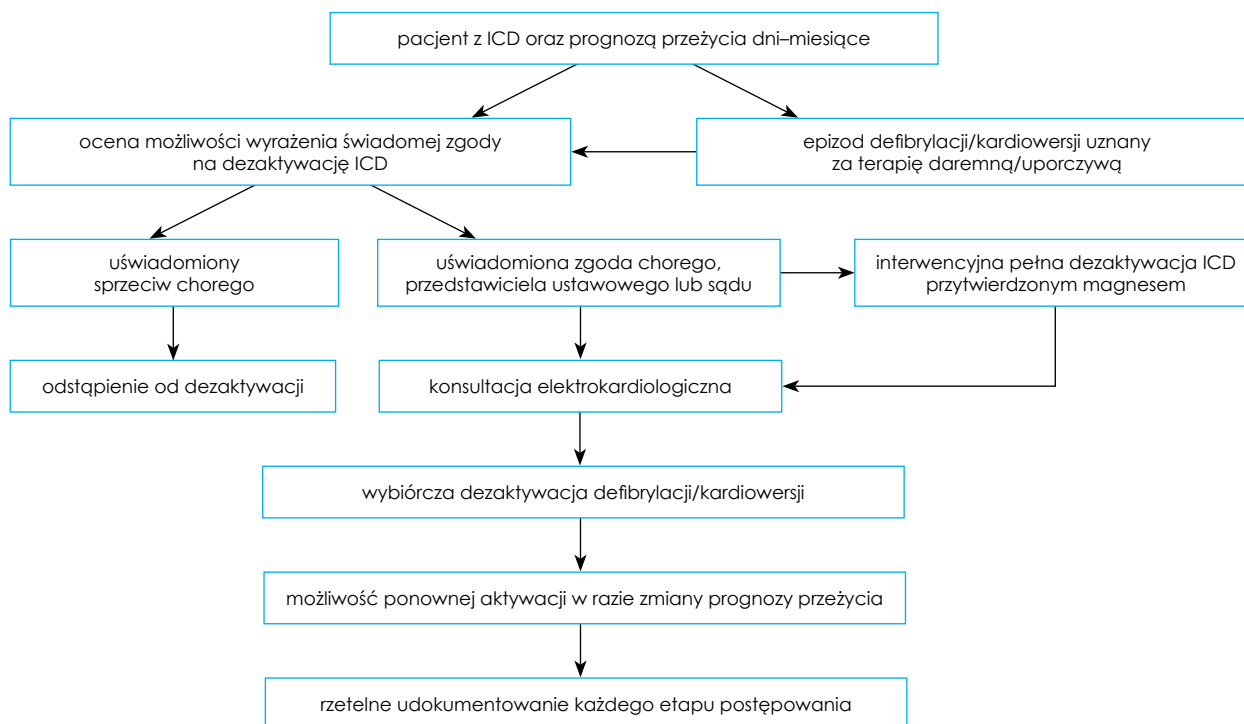 pacjent z ICD oraz prognozą przeżycia dni–miesiące
ocena możliwości wyrażenia świadomej zgody
na dezaktywację ICD
epizod defibrylacji/kardiowersji uznany
za terapię daremną/uporczywą
uświadomiony
sprzeciw chorego
uświadomiona zgoda chorego,
przedstawiciela ustawowego lub sądu
interwencyjna pełna dezaktywacja ICD
przytwierdzonym magnesem
odstąpienie od dezaktywacji
konsultacja elektrokardiologiczna
wybiórcza dezaktywacja defibrylacji/kardiowersji
możliwość ponownej aktywacji w razie zmiany prognozy przeżycia
rzetelne udokumentowanie każdego etapu postępowania